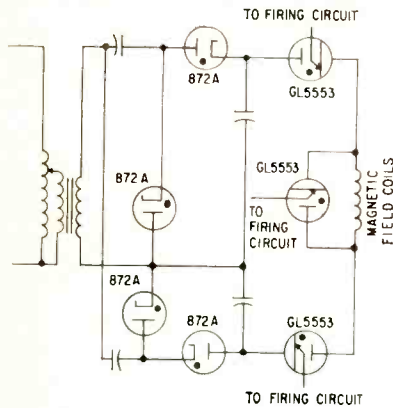 TO FIRING CIRCUIT
872A
GL5553
872A
GL5553
TO
FIRING
CIRCUIT
MAGNETIC
FIELD COILS
872A
872A
GL5553
TO FIRING CIRCUIT